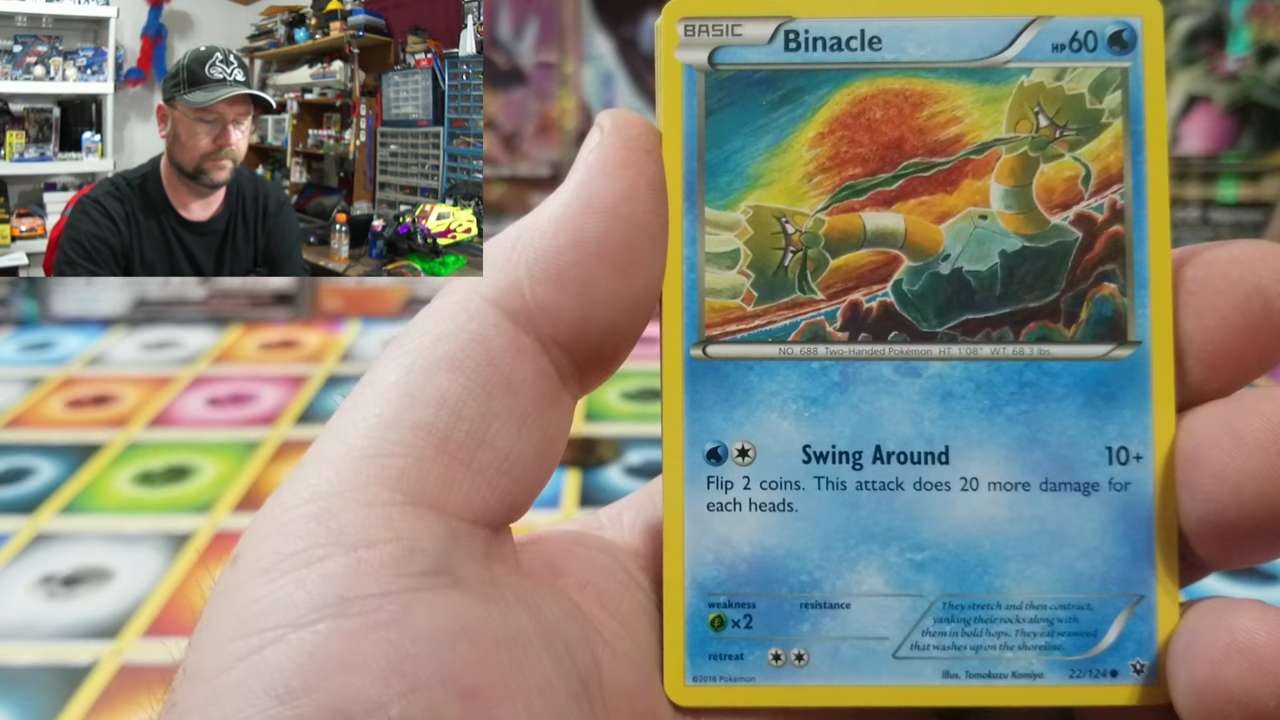 BASIC
Binacle
HP60
NO. 688 Two-Handed Pokémon HT: 1'08" WT: 68.3 lbs.
Swing Around 10+
Flip 2 coins. This attack does 20 more damage for
each heads.
weakness resistance
×2
retreat
They stretch and then contract,
yanking their rocks along with
them in bold hops. They eat seaweed
that washes up on the shoreline.
©2016 Pokémon
Illus. Tomokazu Komiya
22/124